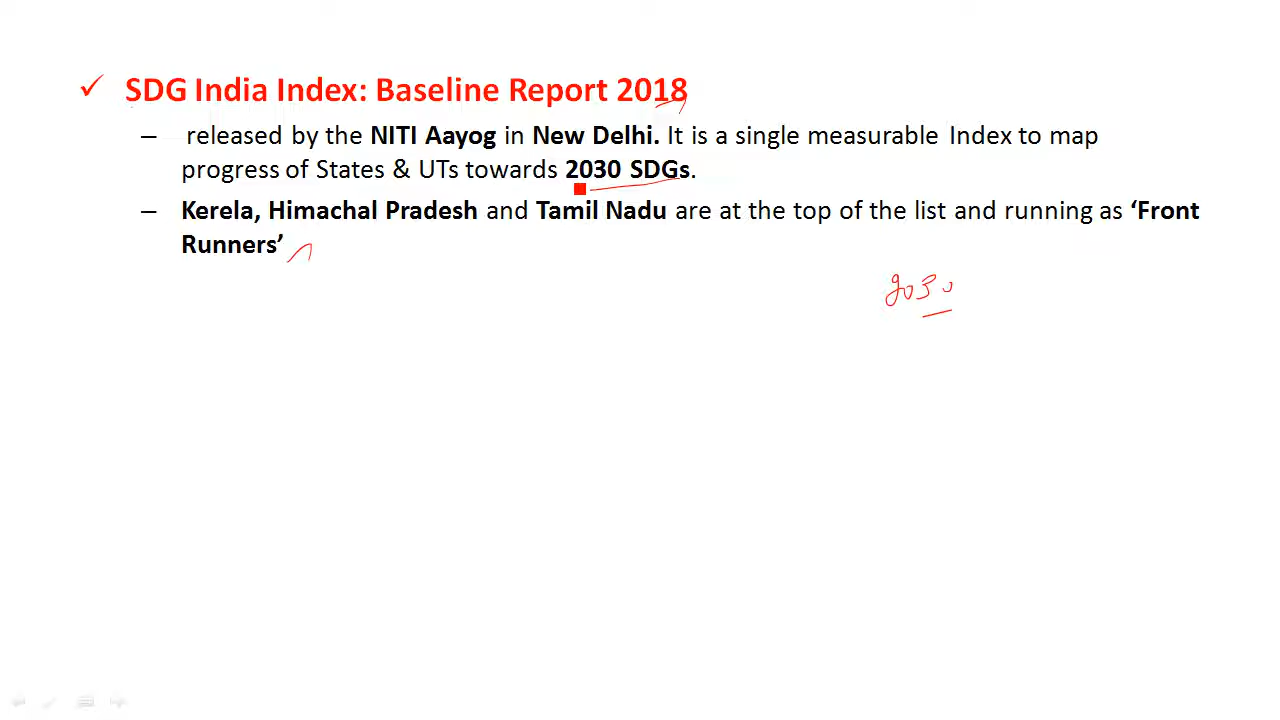 ✓ SDG India Index: Baseline Report 2018
– released by the NITI Aayog in New Delhi. It is a single measurable Index to map
progress of States & UTs towards 2030 SDGs.
– Kerela, Himachal Pradesh and Tamil Nadu are at the top of the list and running as ‘Front
Runners’
2030